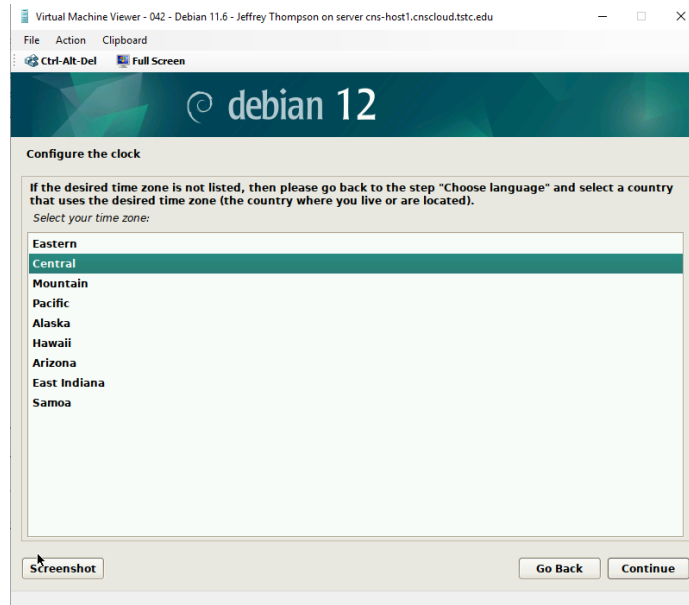 Virtual Machine Viewer - 042 - Debian 11.6 - Jeffrey Thompson on server cns-host1.cnscloud.tstc.edu
File Action Clipboard
Ctrl-Alt-Del Full Screen
debian 12
Configure the clock
If the desired time zone is not listed, then please go back to the step "Choose language" and select a country
that uses the desired time zone (the country where you live or are located).
Select your time zone:
Eastern
Central
Mountain
Pacific
Alaska
Hawaii
Arizona
East Indiana
Samoa
Screenshot Go Back Continue